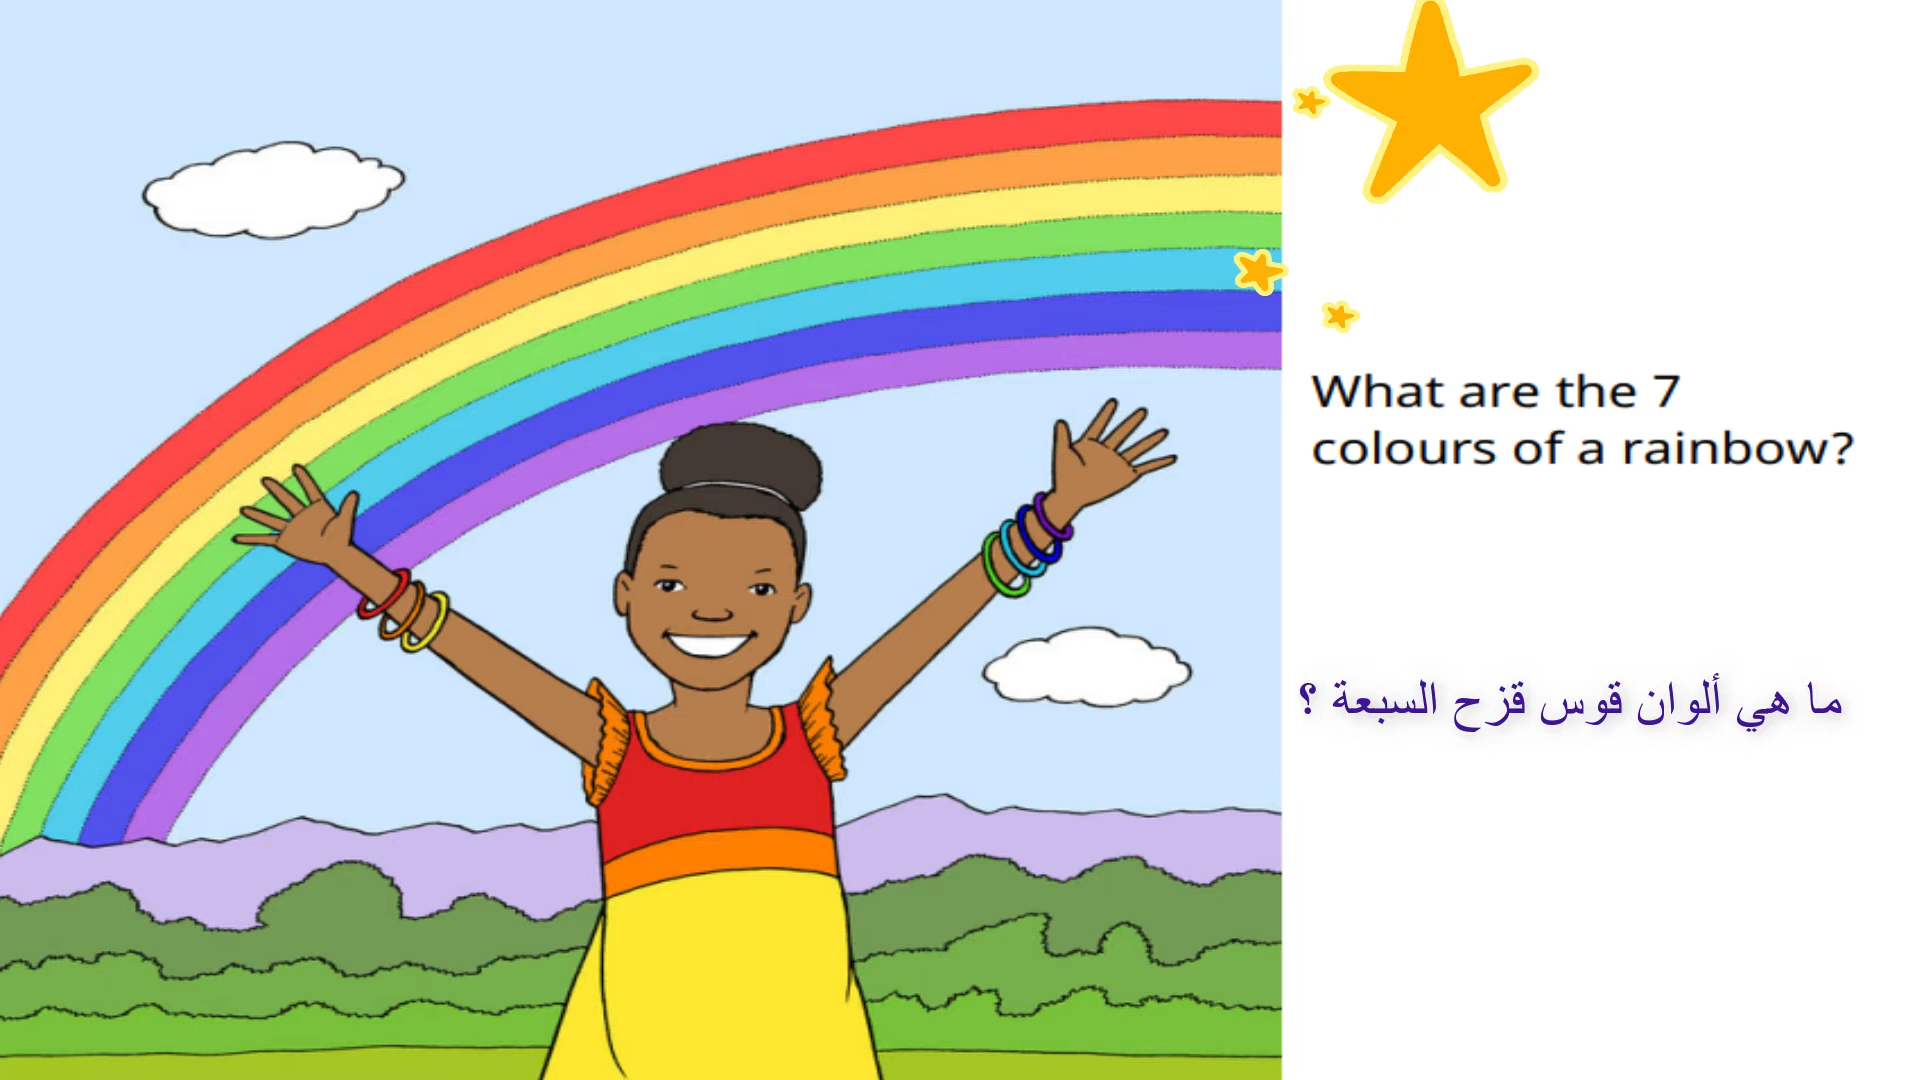 What are the 7
colours of a rainbow?
ما هي ألوان قوس قزح السبعة ؟